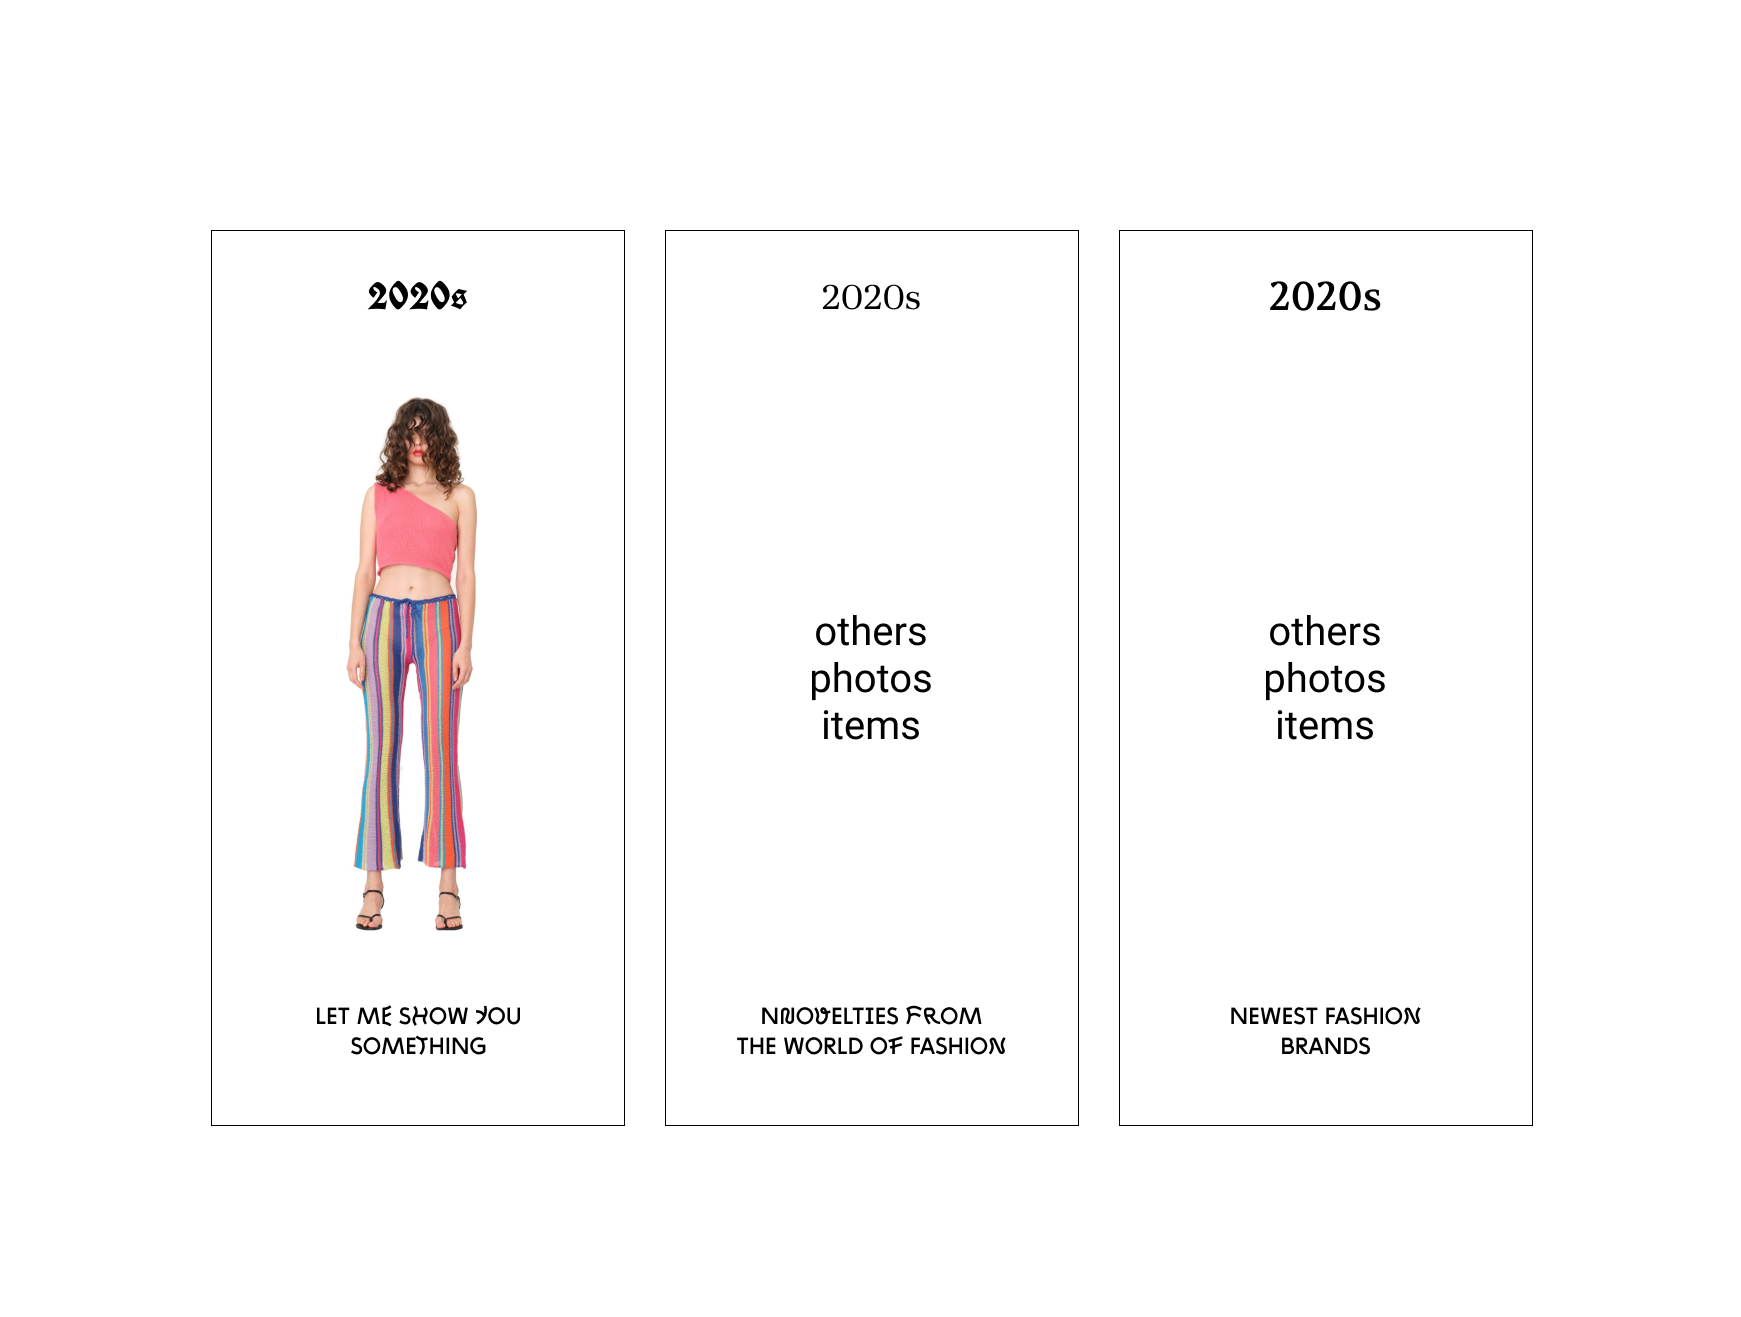 2020s
LET ME SHOW YOU
SOMETHING
2020s
others
photos
items
NNOVELTIES FROM
THE WORLD OF FASHION
2020s
others
photos
items
NEWEST FASHION
BRANDS